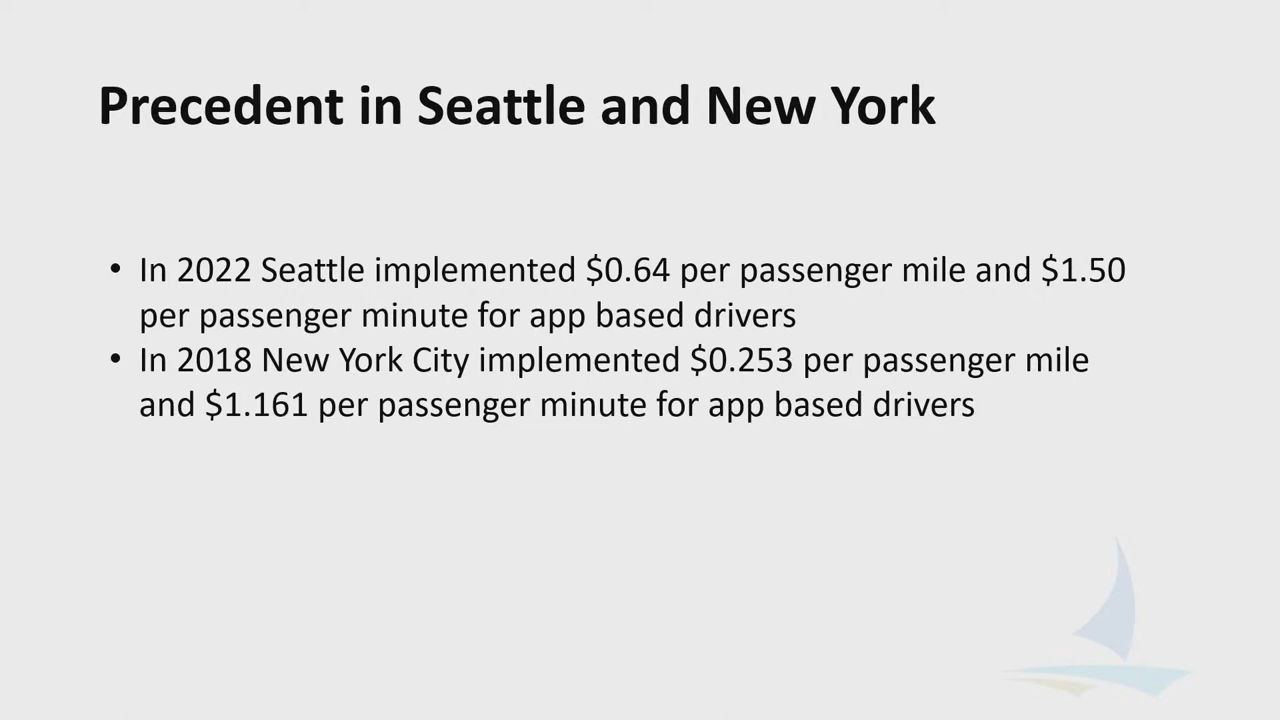 Precedent in Seattle and New York
• In 2022 Seattle implemented $0.64 per passenger mile and $1.50
per passenger minute for app based drivers
• In 2018 New York City implemented $0.253 per passenger mile
and $1.161 per passenger minute for app based drivers